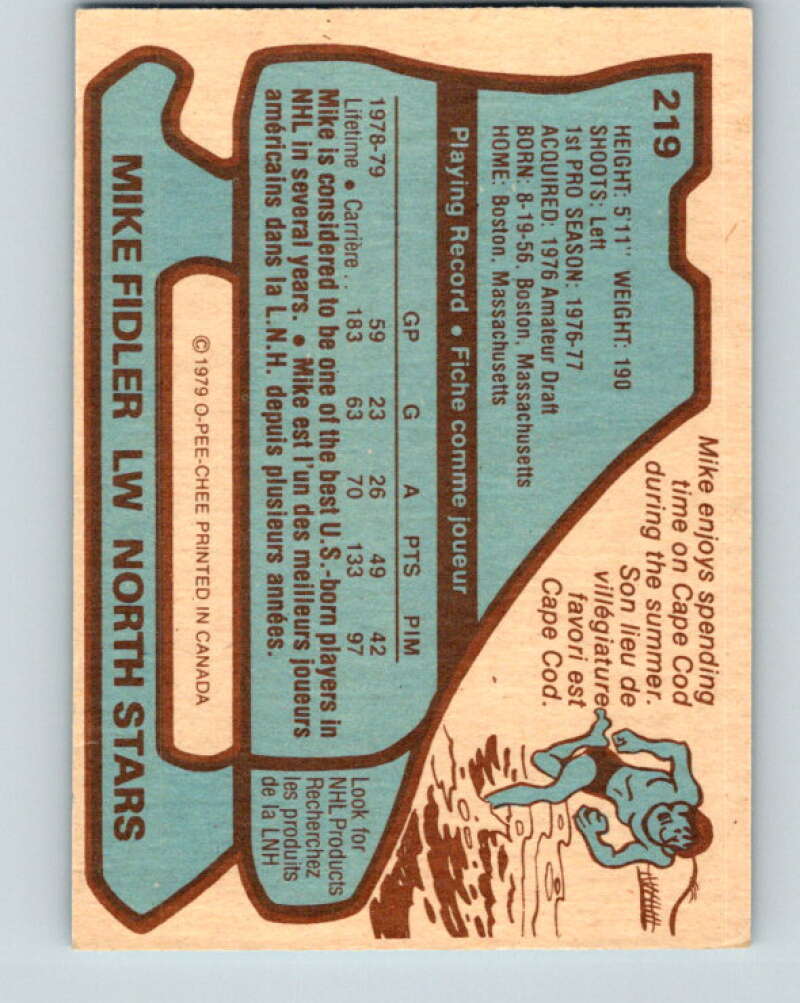 219
HEIGHT: 5'11" WEIGHT: 190
SHOOTS: Left
1st PRO SEASON: 1976-77
ACQUIRED: 1976 Amateur Draft
BORN: 8-19-56, Boston, Massachusetts
HOME: Boston, Massachusetts
Mike enjoys spending
time on Cape Cod
during the summer.
Son lieu de
villégiature
favori est
Cape Cod.
Playing Record • Fiche comme joueur
GP G A PTS PIM
1978-79 59 23 26 49 42
Lifetime • Carrière . . 183 63 70 133 97
Mike is considered to be one of the best U.S.-born players in
NHL in several years. • Mike est l'un des meilleurs joueurs
américains dans la L.N.H. depuis plusieurs années.
Look for
NHL Products
Recherchez
les produits
de la LNH
© 1979 O-PEE-CHEE PRINTED IN CANADA
MIKE FIDLER LW NORTH STARS